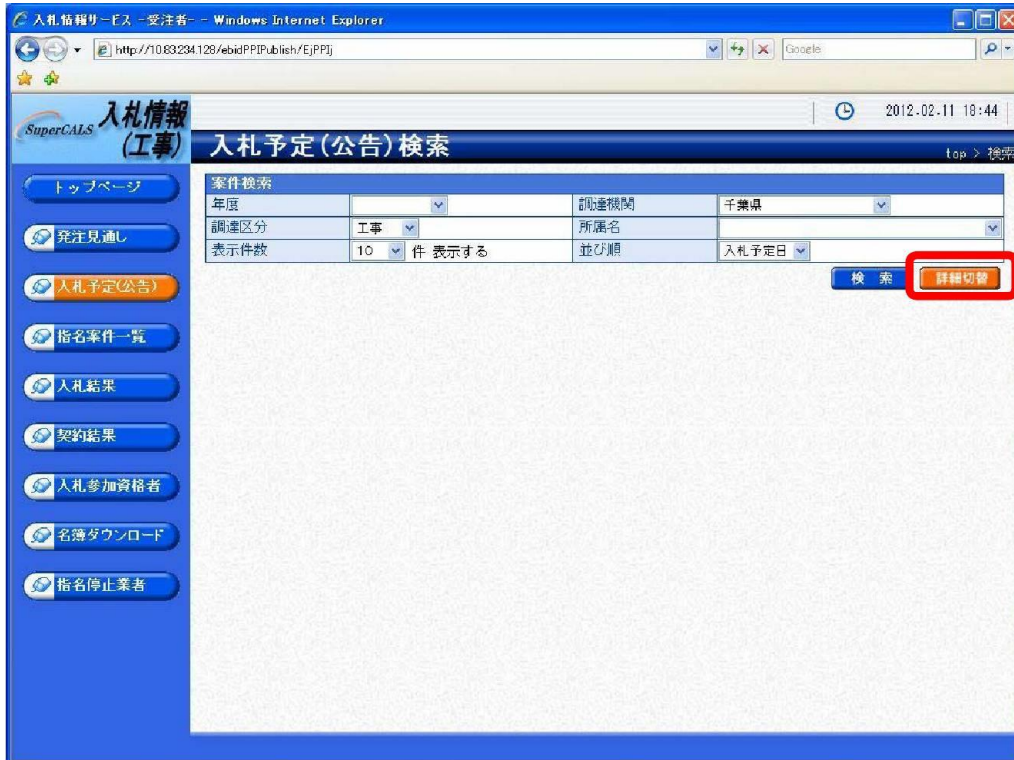 入札情報サービス -受注者- - Windows Internet Explorer
http://10.83.234.128/ebidPPIPublish/EjPPIj
Google
SuperCALS 入札情報
(工事)
2012.02.11 18:44
入札予定(公告)検索
top > 検索
トップページ
発注見通し
入札予定(公告)
指名案件一覧
入札結果
契約結果
入札参加資格者
名簿ダウンロード
指名停止業者
案件検索
年度
調達機関 千葉県
調達区分 工事
所属名
表示件数 10 件 表示する
並び順 入札予定日
検 索
詳細切替